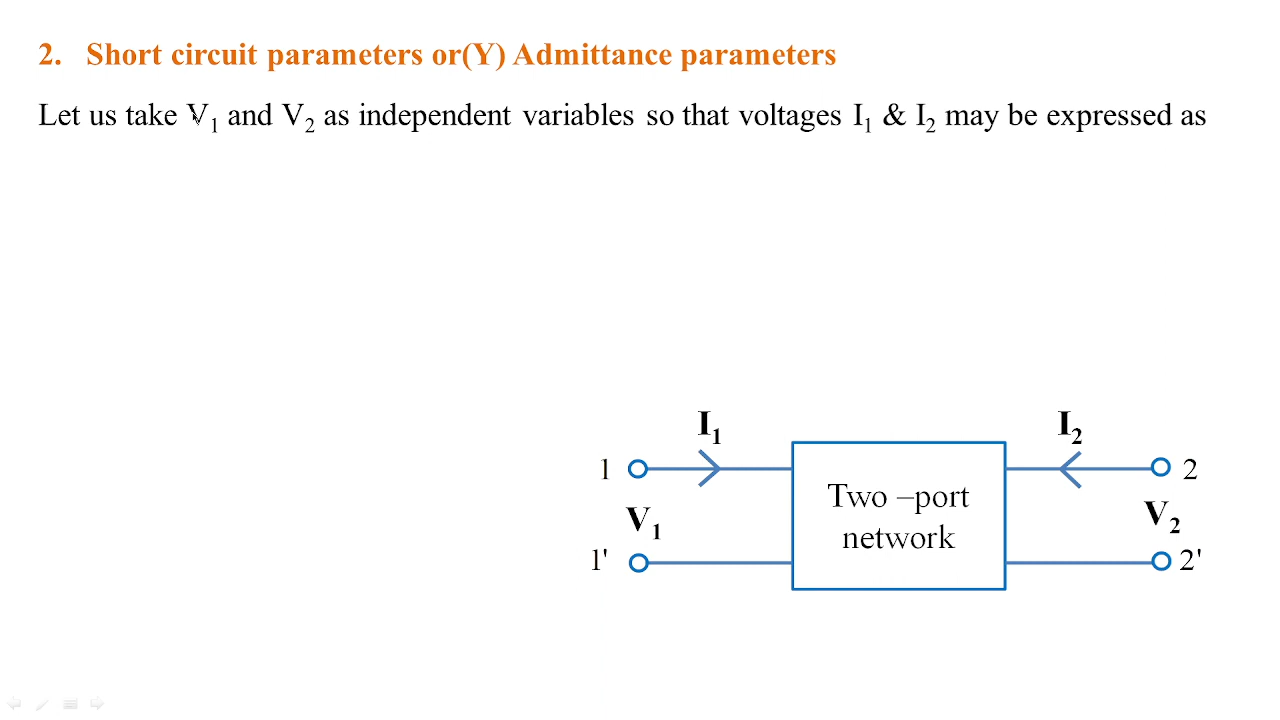 2. Short circuit parameters or(Y) Admittance parameters
Let us take V₁ and V₂ as independent variables so that voltages I₁ & I₂ may be expressed as
I₁
I₂
1
2
Two –port
V₁
V₂
network
1'
2'